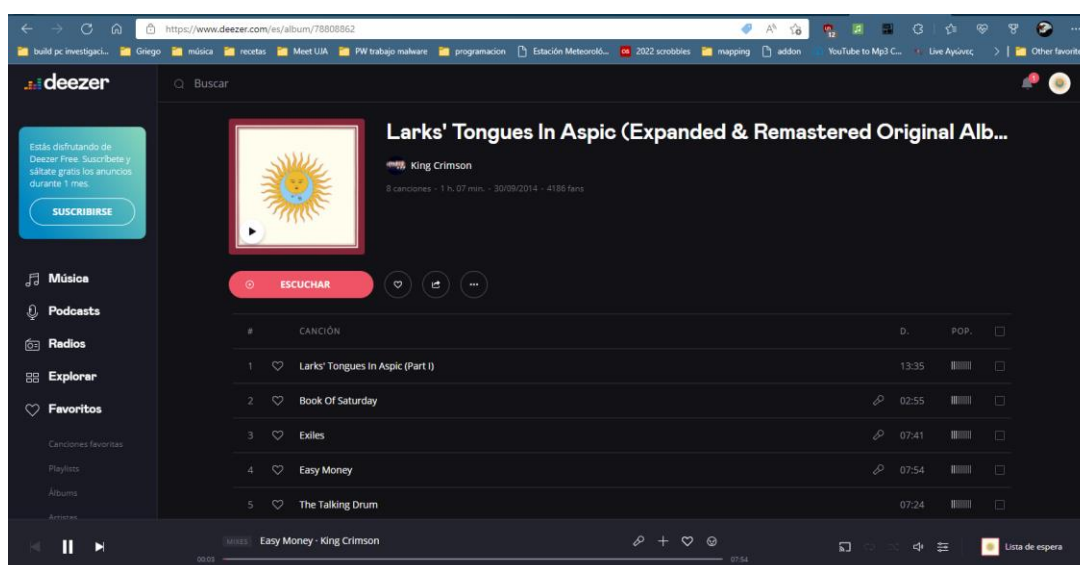 https://www.deezer.com/es/album/78808862
build pc investigaci... Griego música recetas Meet UJA PW trabajo malware programacion Estación Meteoroló... 2022 scrobbles mapping addon YouTube to Mp3 C... Live Αγώνες Other favorite
deezer
Buscar
1
Estás disfrutando de
Deezer Free. Suscríbete y
sáltate gratis los anuncios
durante 1 mes.
SUSCRIBIRSE
Música
Podcasts
Radios
Explorar
Favoritos
Canciones favoritas
Playlists
Álbums
Artistas
Larks' Tongues In Aspic (Expanded & Remastered Original Alb...
King Crimson
8 canciones - 1 h. 07 min. - 30/09/2014 - 4186 fans
ESCUCHAR
# CANCIÓN D. POP.
1 Larks' Tongues In Aspic (Part I) 13:35
2 Book Of Saturday 02:55
3 Exiles 07:41
4 Easy Money 07:54
5 The Talking Drum 07:24
MIXES Easy Money · King Crimson
00:03 07:54
Lista de espera